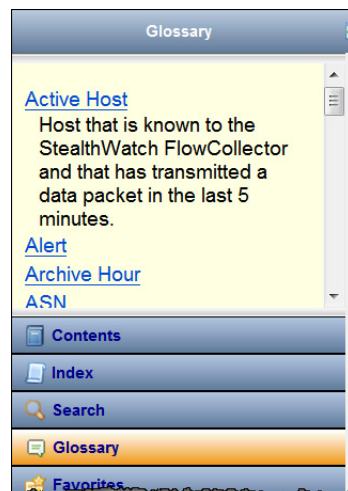 Glossary
Active Host
Host that is known to the
StealthWatch FlowCollector
and that has transmitted a
data packet in the last 5
minutes.
Alert
Archive Hour
ASN
Contents
Index
Search
Glossary
Favorites